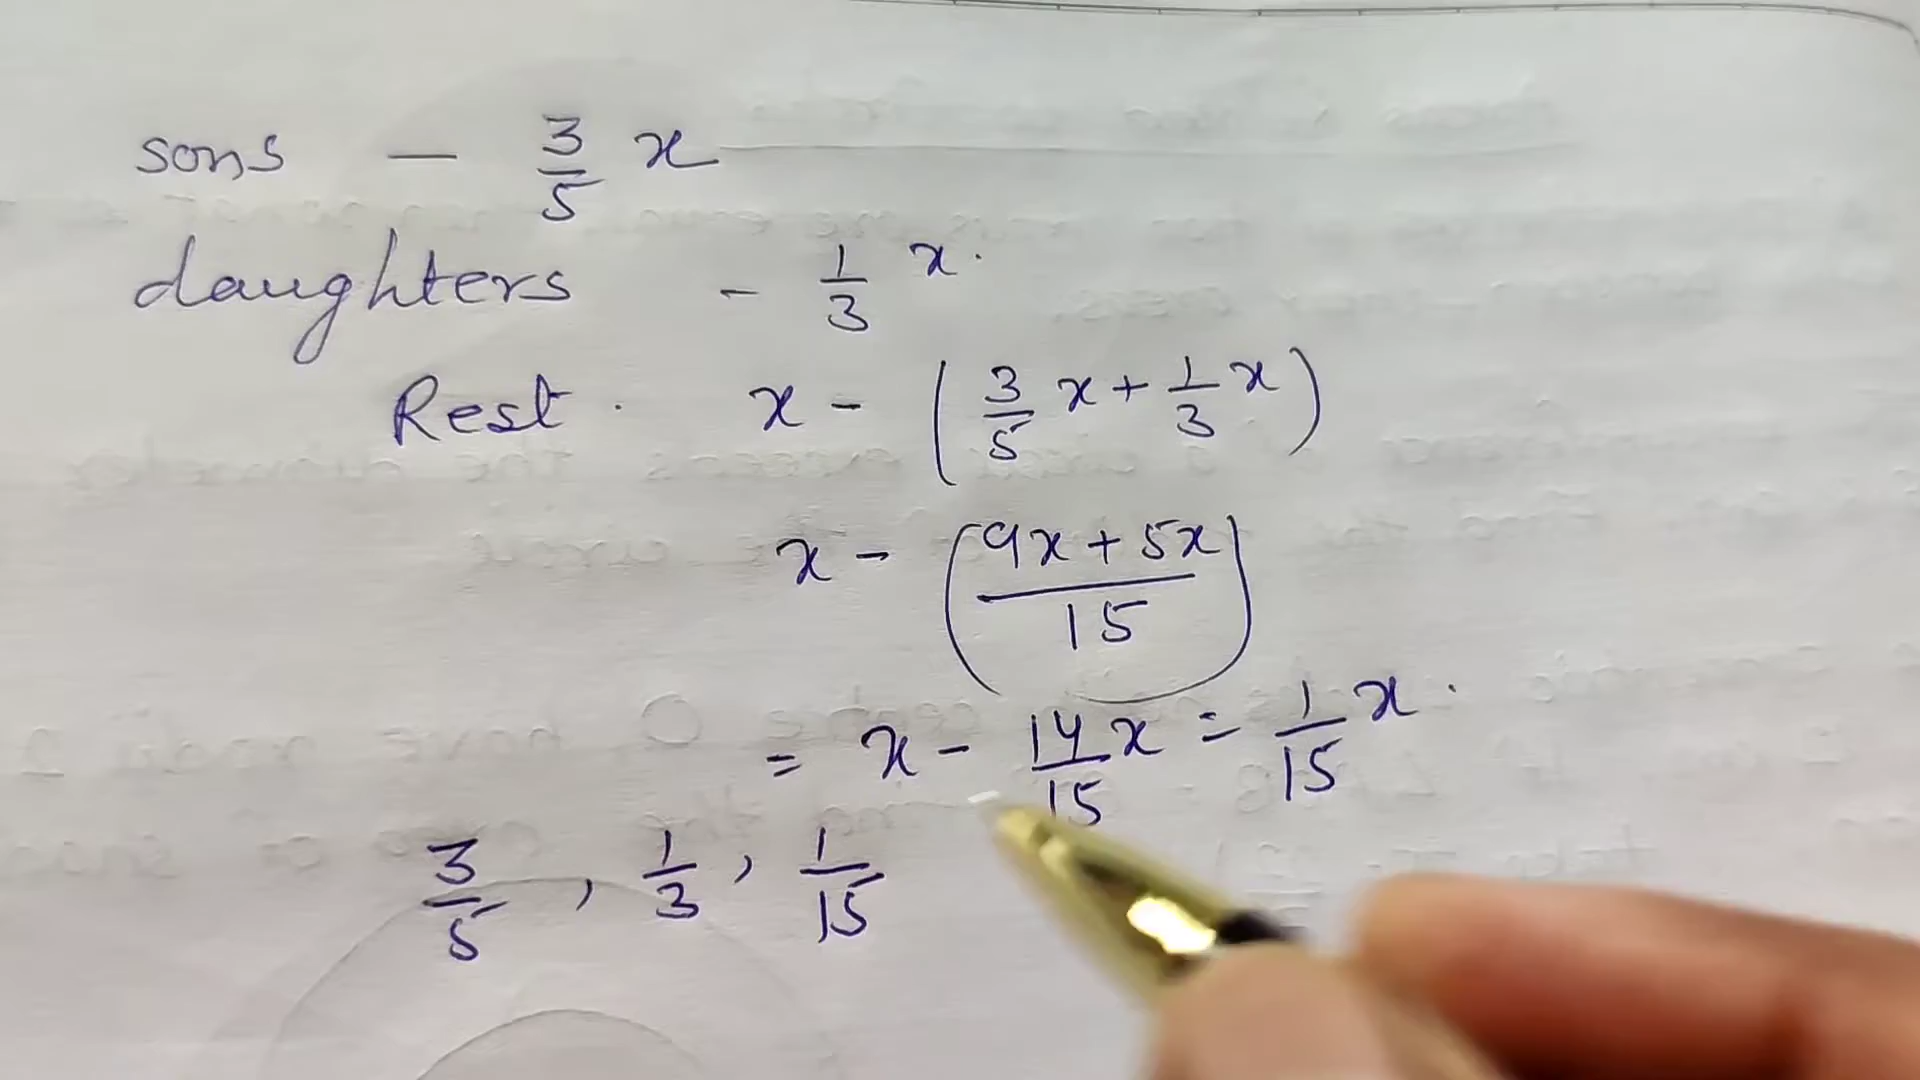 sons — 3/5 x
daughters - 1/3 x.
Rest. x - (3/5 x + 1/3 x)
x - (9x + 5x / 15)
= x - 14/15 x = 1/15 x.
3/5, 1/3, 1/15